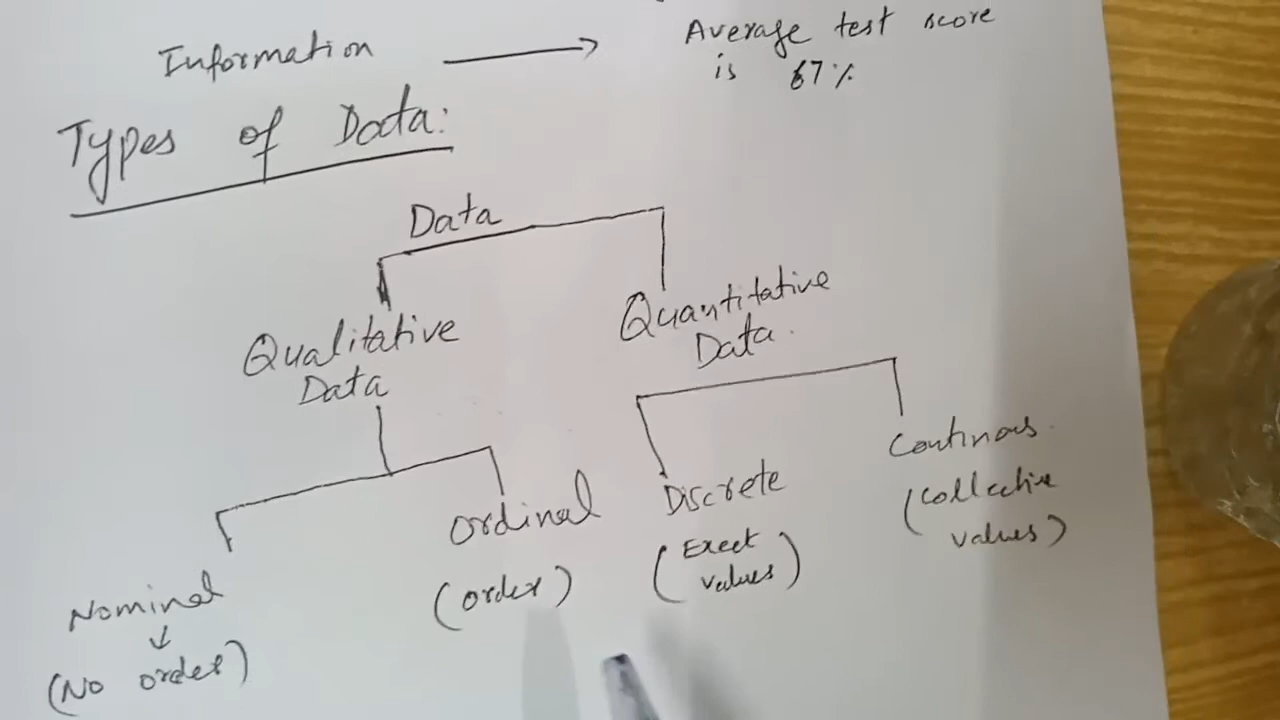 Information → Average test score
is 67%
Types of Data:
Data
Qualitative
Data
Quantitative
Data.
Nominal
↓
(No order)
Ordinal
(order)
Discrete
(Exect
values)
Continous.
(Collective
values)